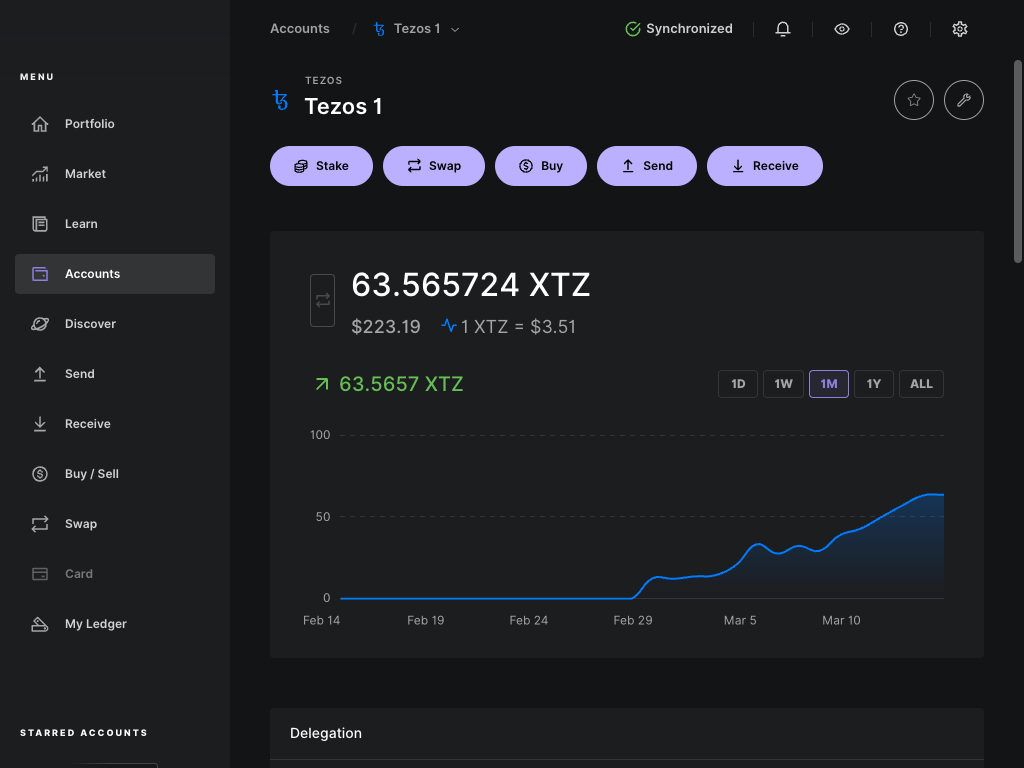 Accounts / Tezos 1
Synchronized
MENU
Portfolio
Market
Learn
Accounts
Discover
Send
Receive
Buy / Sell
Swap
Card
My Ledger
STARRED ACCOUNTS
TEZOS
Tezos 1
Stake
Swap
Buy
Send
Receive
63.565724 XTZ
$223.19 1 XTZ = $3.51
63.5657 XTZ
1D 1W 1M 1Y ALL
100
50
0
Feb 14 Feb 19 Feb 24 Feb 29 Mar 5 Mar 10
Delegation